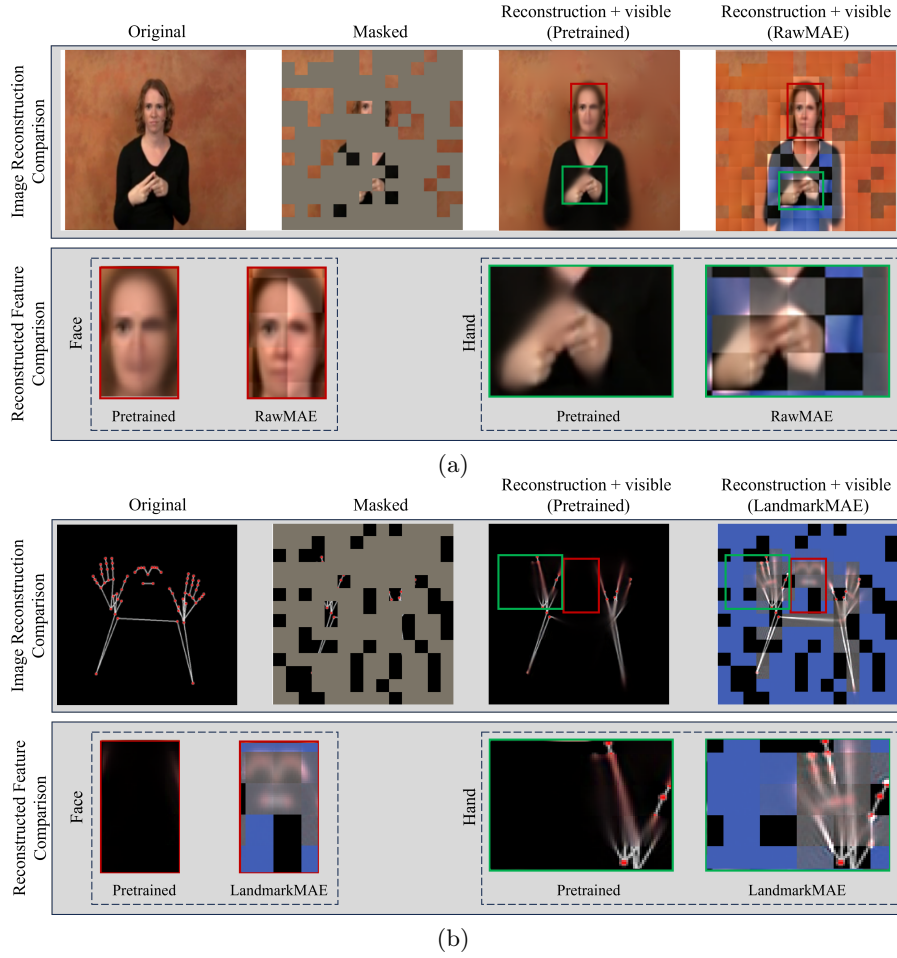 Original
Masked
Reconstruction + visible
(Pretrained)
Reconstruction + visible
(RawMAE)
Image Reconstruction
Comparison
Reconstructed Feature
Comparison
Face
Pretrained
RawMAE
Hand
Pretrained
RawMAE
(a)
Original
Masked
Reconstruction + visible
(Pretrained)
Reconstruction + visible
(LandmarkMAE)
Image Reconstruction
Comparison
Reconstructed Feature
Comparison
Face
Pretrained
LandmarkMAE
Hand
Pretrained
LandmarkMAE
(b)